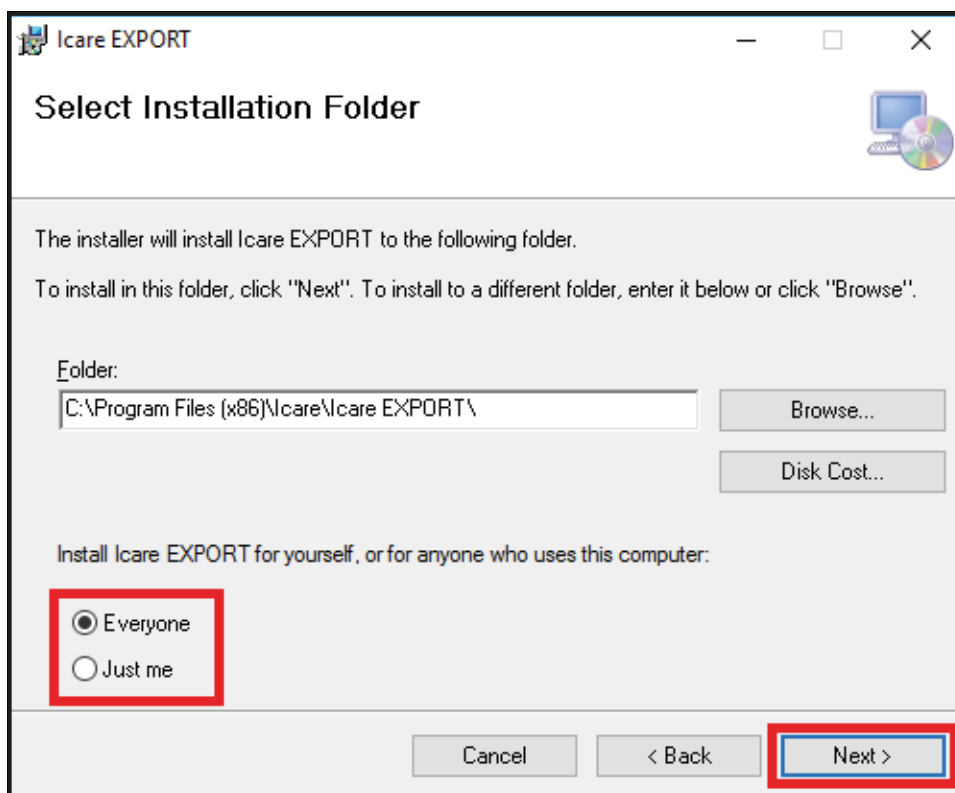 Icare EXPORT
Select Installation Folder
The installer will install Icare EXPORT to the following folder.
To install in this folder, click "Next". To install to a different folder, enter it below or click "Browse".
Folder:
C:\Program Files (x86)\Icare\Icare EXPORT\
Browse...
Disk Cost...
Install Icare EXPORT for yourself, or for anyone who uses this computer:
Everyone
Just me
Cancel
< Back
Next >